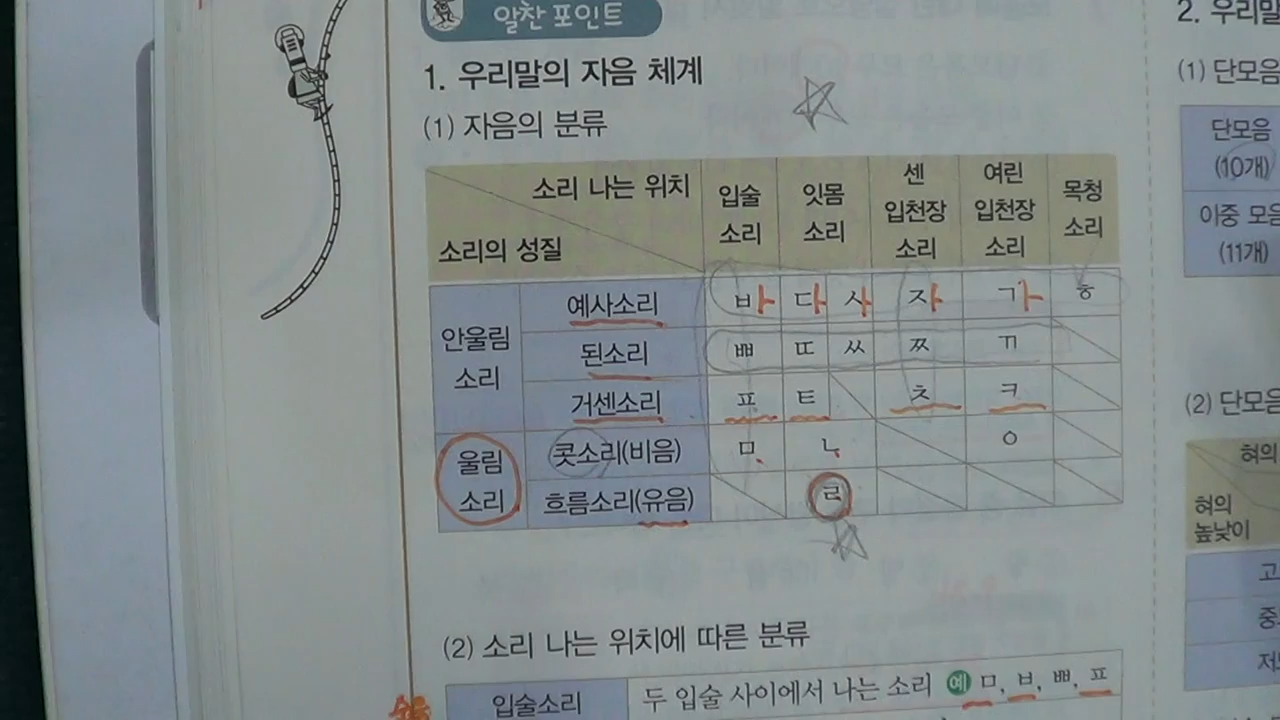 알찬 포인트
1. 우리말의 자음 체계
(1) 자음의 분류
소리 나는 위치
소리의 성질
입술
소리
잇몸
소리
센
입천장
소리
여린
입천장
소리
목청
소리
안울림
소리
예사소리
ㅂ ㄷ ㅅ ㅈ ㄱ ㅎ
된소리
ㅃ ㄸ ㅆ ㅉ ㄲ
거센소리
ㅍ ㅌ ㅊ ㅋ
울림
소리
콧소리(비음)
ㅁ ㄴ ㅇ
흐름소리(유음)
ㄹ
(2) 소리 나는 위치에 따른 분류
입술소리
두 입술 사이에서 나는 소리 예 ㅁ, ㅂ, ㅃ, ㅍ
2. 우리말
(1) 단모음
단모음
(10개)
이중 모음
(11개)
(2) 단모음
혀의
혀의
높낮이
고
중
저